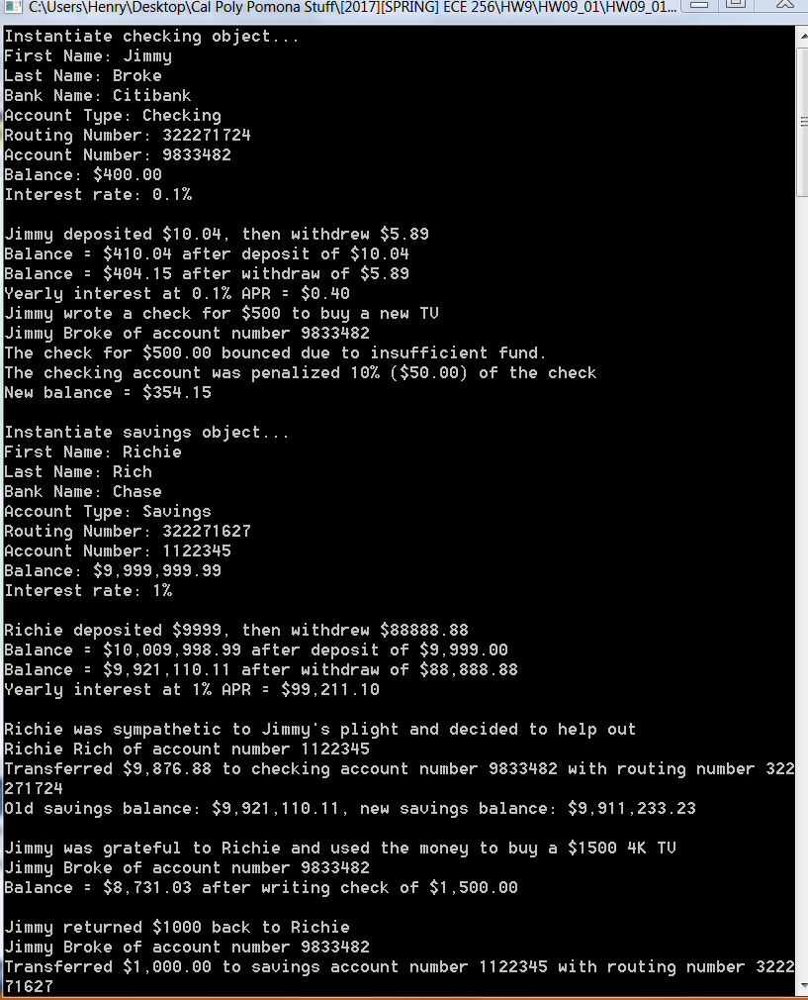 C:\Users\Henry\Desktop\Cal Poly Pomona Stuff\[2017][SPRING] ECE 256\HW9\HW09_01\HW09_01...
Instantiate checking object...
First Name: Jimmy
Last Name: Broke
Bank Name: Citibank
Account Type: Checking
Routing Number: 322271724
Account Number: 9833482
Balance: $400.00
Interest rate: 0.1%
Jimmy deposited $10.04, then withdrew $5.89
Balance = $410.04 after deposit of $10.04
Balance = $404.15 after withdraw of $5.89
Yearly interest at 0.1% APR = $0.40
Jimmy wrote a check for $500 to buy a new TV
Jimmy Broke of account number 9833482
The check for $500.00 bounced due to insufficient fund.
The checking account was penalized 10% ($50.00) of the check
New balance = $354.15
Instantiate savings object...
First Name: Richie
Last Name: Rich
Bank Name: Chase
Account Type: Savings
Routing Number: 322271627
Account Number: 1122345
Balance: $9,999,999.99
Interest rate: 1%
Richie deposited $9999, then withdrew $88888.88
Balance = $10,009,998.99 after deposit of $9,999.00
Balance = $9,921,110.11 after withdraw of $88,888.88
Yearly interest at 1% APR = $99,211.10
Richie was sympathetic to Jimmy's plight and decided to help out
Richie Rich of account number 1122345
Transferred $9,876.88 to checking account number 9833482 with routing number 322
271724
Old savings balance: $9,921,110.11, new savings balance: $9,911,233.23
Jimmy was grateful to Richie and used the money to buy a $1500 4K TV
Jimmy Broke of account number 9833482
Balance = $8,731.03 after writing check of $1,500.00
Jimmy returned $1000 back to Richie
Jimmy Broke of account number 9833482
Transferred $1,000.00 to savings account number 1122345 with routing number 3222
71627